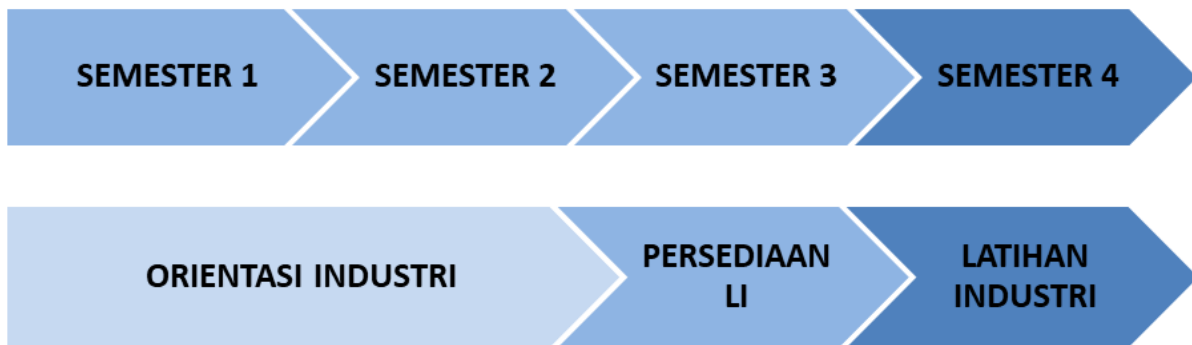 SEMESTER 1
SEMESTER 2
SEMESTER 3
SEMESTER 4
ORIENTASI INDUSTRI
PERSEDIAAN
LI
LATIHAN
INDUSTRI